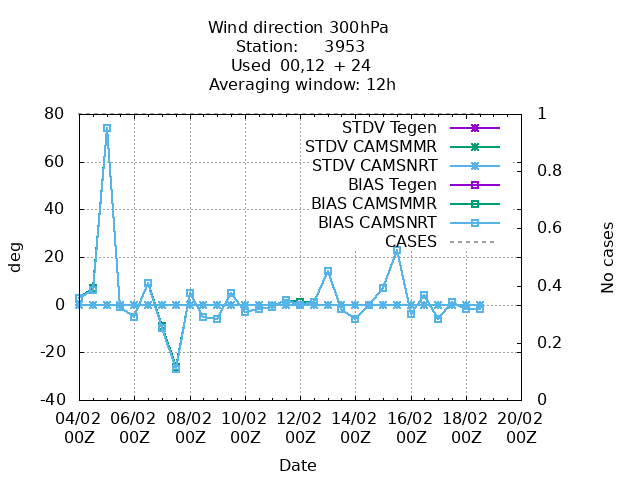 Wind direction 300hPa
Station: 3953
Used 00,12 + 24
Averaging window: 12h
80
60
40
20
0
-20
-40
deg
1
0.8
0.6
0.4
0.2
0
No cases
STDV Tegen
STDV CAMSMMR
STDV CAMSNRT
BIAS Tegen
BIAS CAMSMMR
BIAS CAMSNRT
CASES
04/02 06/02 08/02 10/02 12/02 14/02 16/02 18/02 20/02
00Z 00Z 00Z 00Z 00Z 00Z 00Z 00Z 00Z
Date